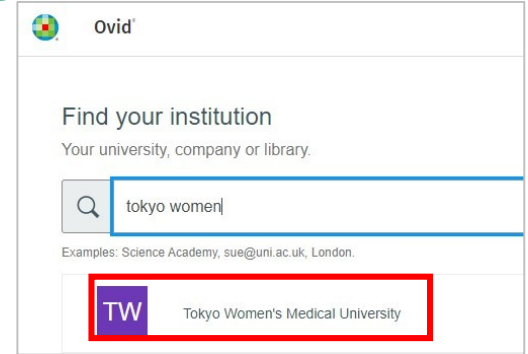 Ovid®
Find your institution
Your university, company or library.
tokyo women
Examples: Science Academy, sue@uni.ac.uk, London.
TW Tokyo Women's Medical University